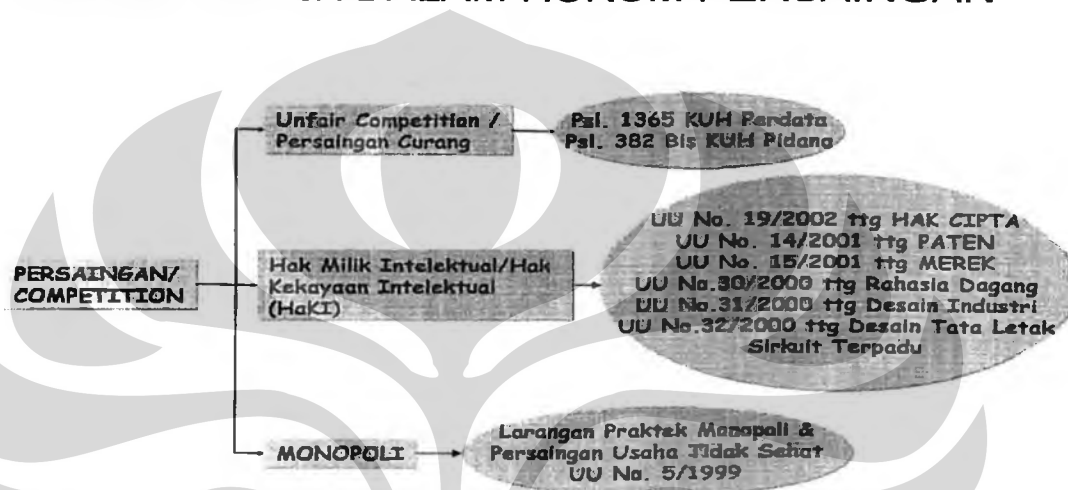 HUKUM PERSAINGAN
Unfair Competition /
Persaingan Curang
Psl. 1365 KUH Perdata
Psl. 382 Bis KUH Pidana
PERSAINGAN/
COMPETITION
Hak Milik Intelektual/Hak
Kekayaan Intelektual
(HaKI)
UU No. 19/2002 ttg HAK CIPTA
UU No. 14/2001 ttg PATEN
UU No. 15/2001 ttg MEREK
UU No.30/2000 ttg Rahasia Dagang
UU No.31/2000 ttg Desain Industri
UU No.32/2000 ttg Desain Tata Letak
Sirkuit Terpadu
MONOPOLI
Larangan Praktek Monopoli &
Persaingan Usaha Tidak Sehat
UU No. 5/1999